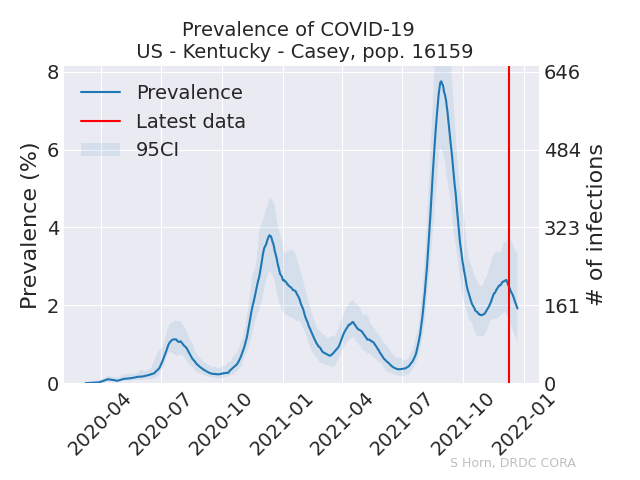 Prevalence of COVID-19
US - Kentucky - Casey, pop. 16159
Prevalence
Latest data
95CI
Prevalence (%)
8
6
4
2
0
646
484
323
161
0
# of infections
2020-04
2020-07
2020-10
2021-01
2021-04
2021-07
2021-10
2022-01
S Horn, DRDC CORA